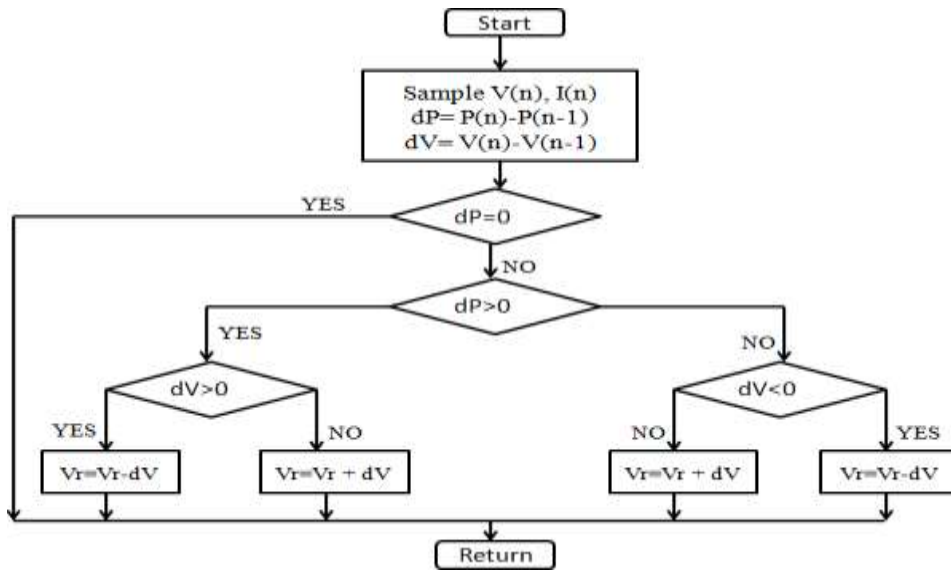 Start
Sample V(n), I(n)
dP= P(n)-P(n-1)
dV= V(n)-V(n-1)
YES
dP=0
NO
dP>0
YES
NO
dV>0
dV<0
YES
NO
NO
YES
Vr=Vr-dV
Vr=Vr + dV
Vr=Vr + dV
Vr=Vr-dV
Return